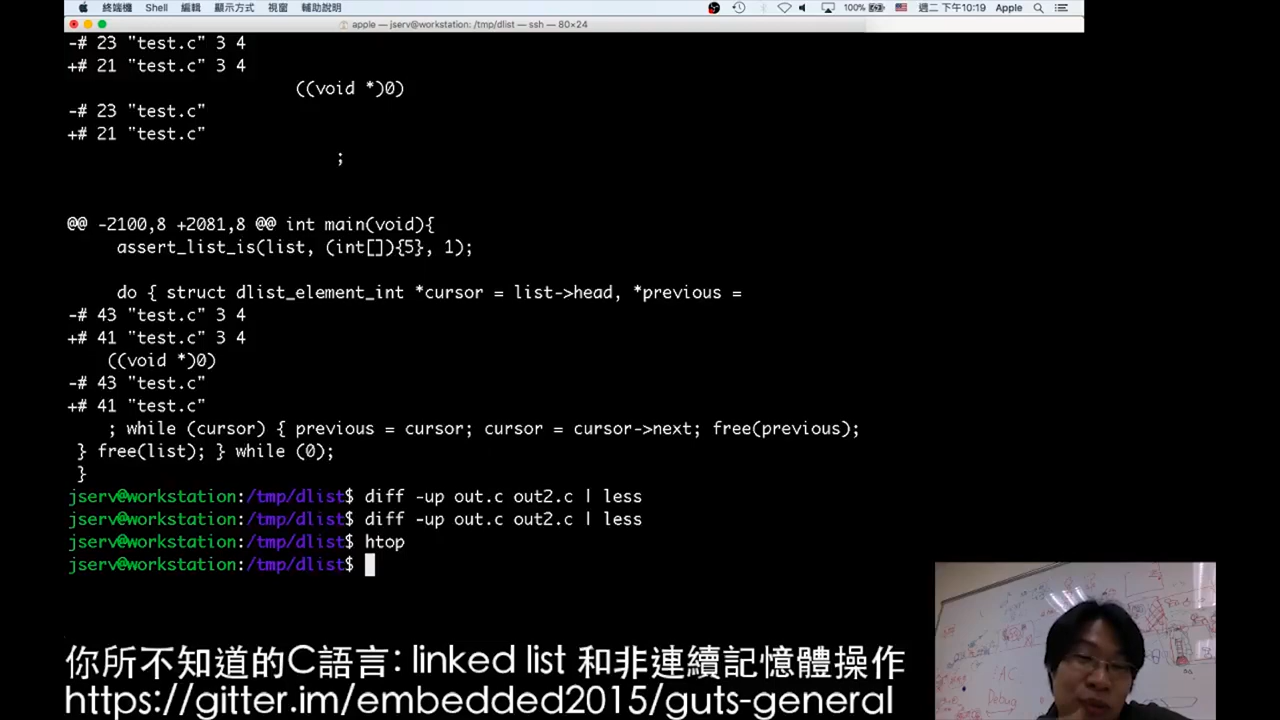 終端機 Shell 編輯 顯示方式 視窗 輔助說明 100% 週二 下午10:19 Apple
apple — jserv@workstation: /tmp/dlist — ssh — 80×24
-# 23 "test.c" 3 4
+# 21 "test.c" 3 4
((void *)0)
-# 23 "test.c"
+# 21 "test.c"
;
@@ -2100,8 +2081,8 @@ int main(void){
assert_list_is(list, (int[]){5}, 1);
do { struct dlist_element_int *cursor = list->head, *previous =
-# 43 "test.c" 3 4
+# 41 "test.c" 3 4
((void *)0)
-# 43 "test.c"
+# 41 "test.c"
; while (cursor) { previous = cursor; cursor = cursor->next; free(previous);
} free(list); } while (0);
}
jserv@workstation:/tmp/dlist$ diff -up out.c out2.c | less
jserv@workstation:/tmp/dlist$ diff -up out.c out2.c | less
jserv@workstation:/tmp/dlist$ htop
jserv@workstation:/tmp/dlist$
AC
Debug
你所不知道的C語言: linked list 和非連續記憶體操作
https://gitter.im/embedded2015/guts-general